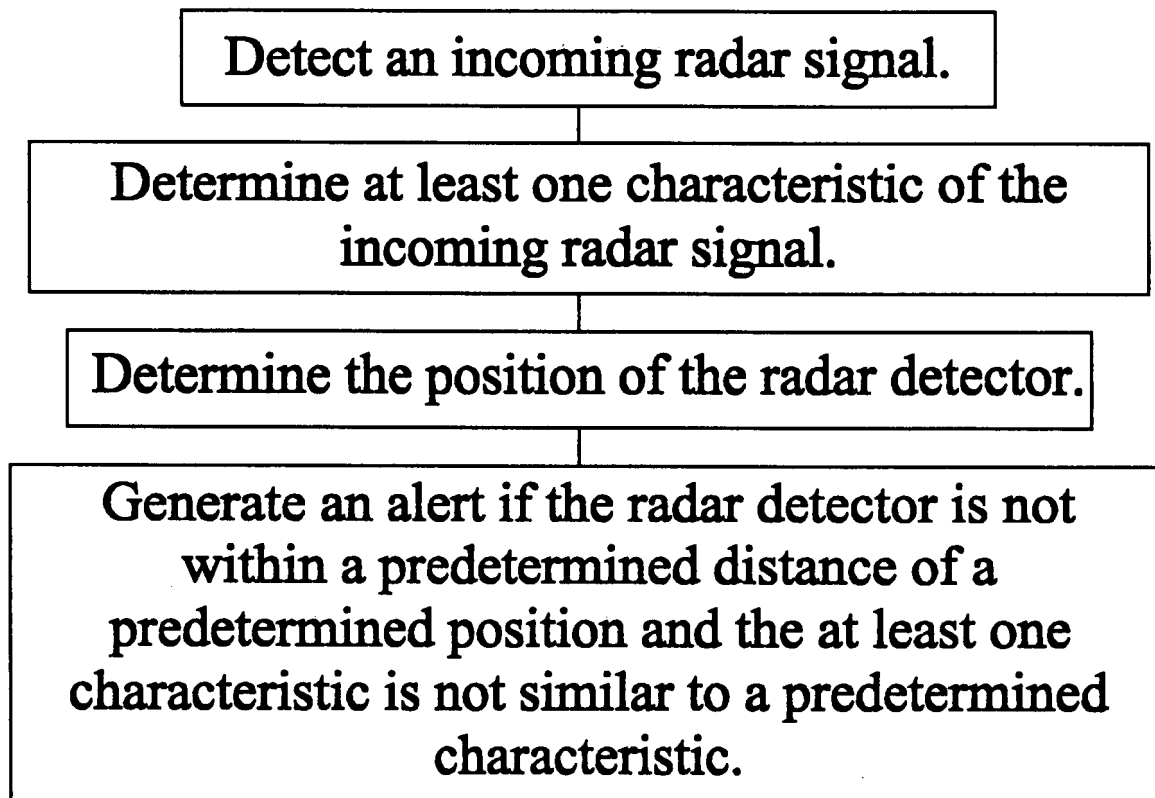 Detect an incoming radar signal.
Determine at least one characteristic of the
incoming radar signal.
Determine the position of the radar detector.
Generate an alert if the radar detector is not
within a predetermined distance of a
predetermined position and the at least one
characteristic is not similar to a predetermined
characteristic.